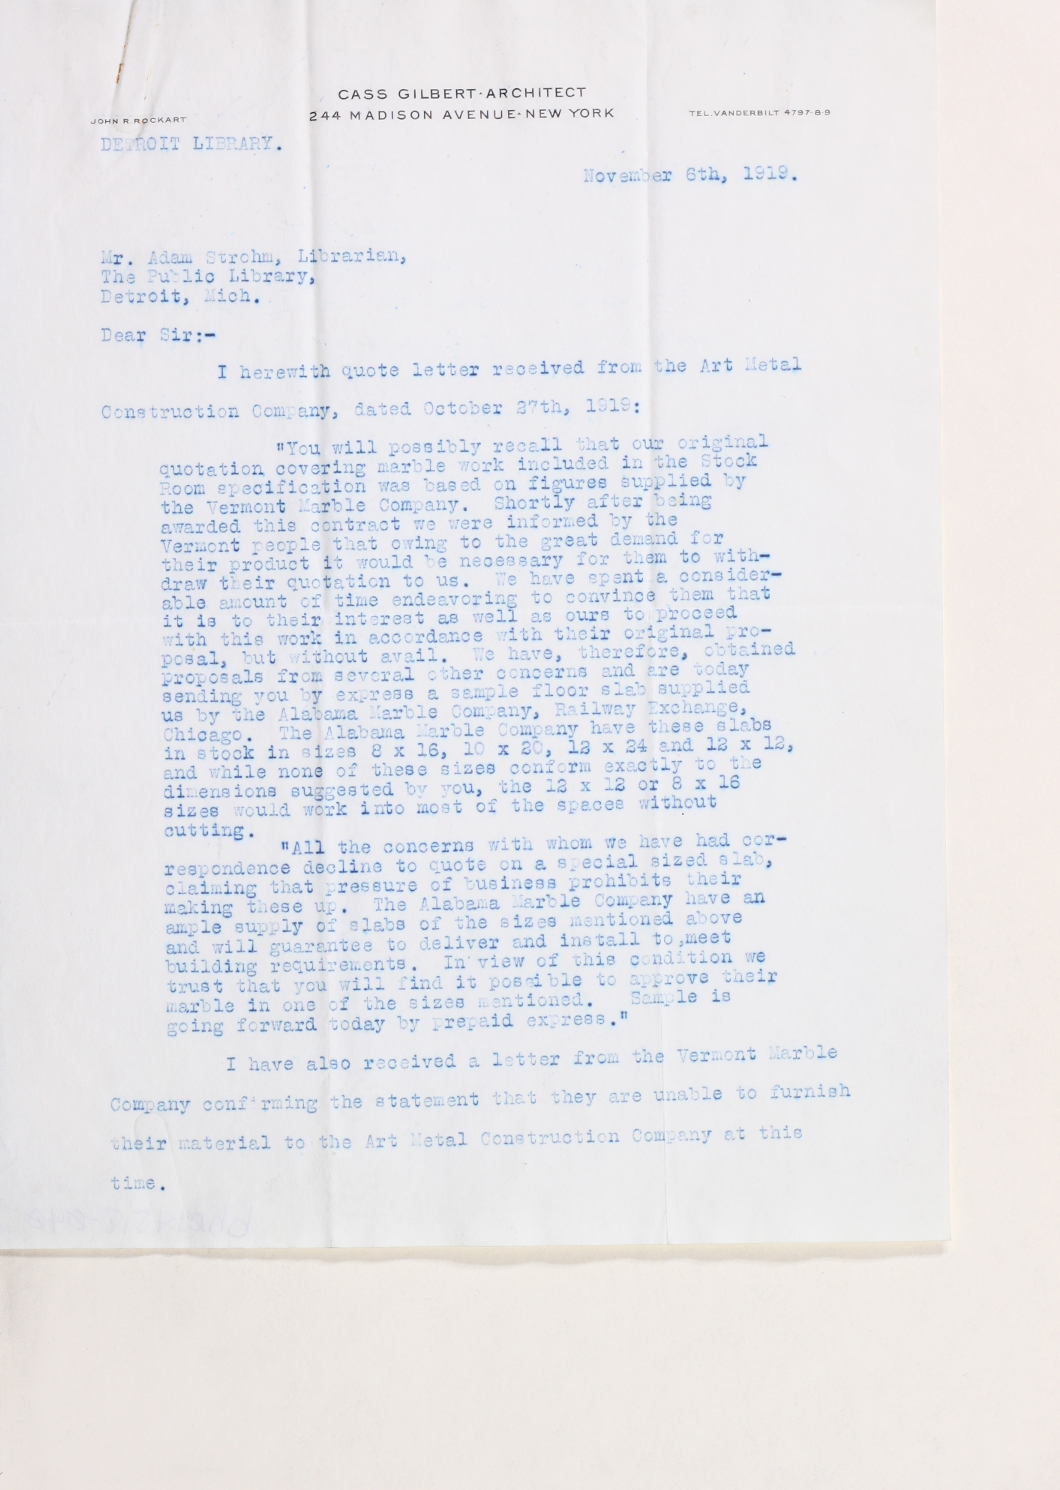 CASS GILBERT·ARCHITECT
244 MADISON AVENUE·NEW YORK
JOHN R ROCKART
TEL.VANDERBILT 4797-8-9
DETROIT LIBRARY.
November 6th, 1919.
Mr. Adam Strohm, Librarian,
The Public Library,
Detroit, Mich.
Dear Sir:-
I herewith quote letter received from the Art Metal
Construction Company, dated October 27th, 1919:
"You will possibly recall that our original
quotation covering marble work included in the Stock
Room specification was based on figures supplied by
the Vermont Marble Company. Shortly after being
awarded this contract we were informed by the
Vermont people that owing to the great demand for
their product it would be necessary for them to with-
draw their quotation to us. We have spent a consider-
able amount of time endeavoring to convince them that
it is to their interest as well as ours to proceed
with this work in accordance with their original pro-
posal, but without avail. We have, therefore, obtained
proposals from several other concerns and are today
sending you by express a sample floor slab supplied
us by the Alabama Marble Company, Railway Exchange,
Chicago. The Alabama Marble Company have these slabs
in stock in sizes 8 x 16, 10 x 20, 12 x 24 and 12 x 12,
and while none of these sizes conform exactly to the
dimensions suggested by you, the 12 x 12 or 8 x 16
sizes would work into most of the spaces without
cutting.
"All the concerns with whom we have had cor-
respondence decline to quote on a special sized slab,
claiming that pressure of business prohibits their
making these up. The Alabama Marble Company have an
ample supply of slabs of the sizes mentioned above
and will guarantee to deliver and install to meet
building requirements. In view of this condition we
trust that you will find it possible to approve their
marble in one of the sizes mentioned. Sample is
going forward today by prepaid express."
I have also received a letter from the Vermont Marble
Company confirming the statement that they are unable to furnish
their material to the Art Metal Construction Company at this
time.